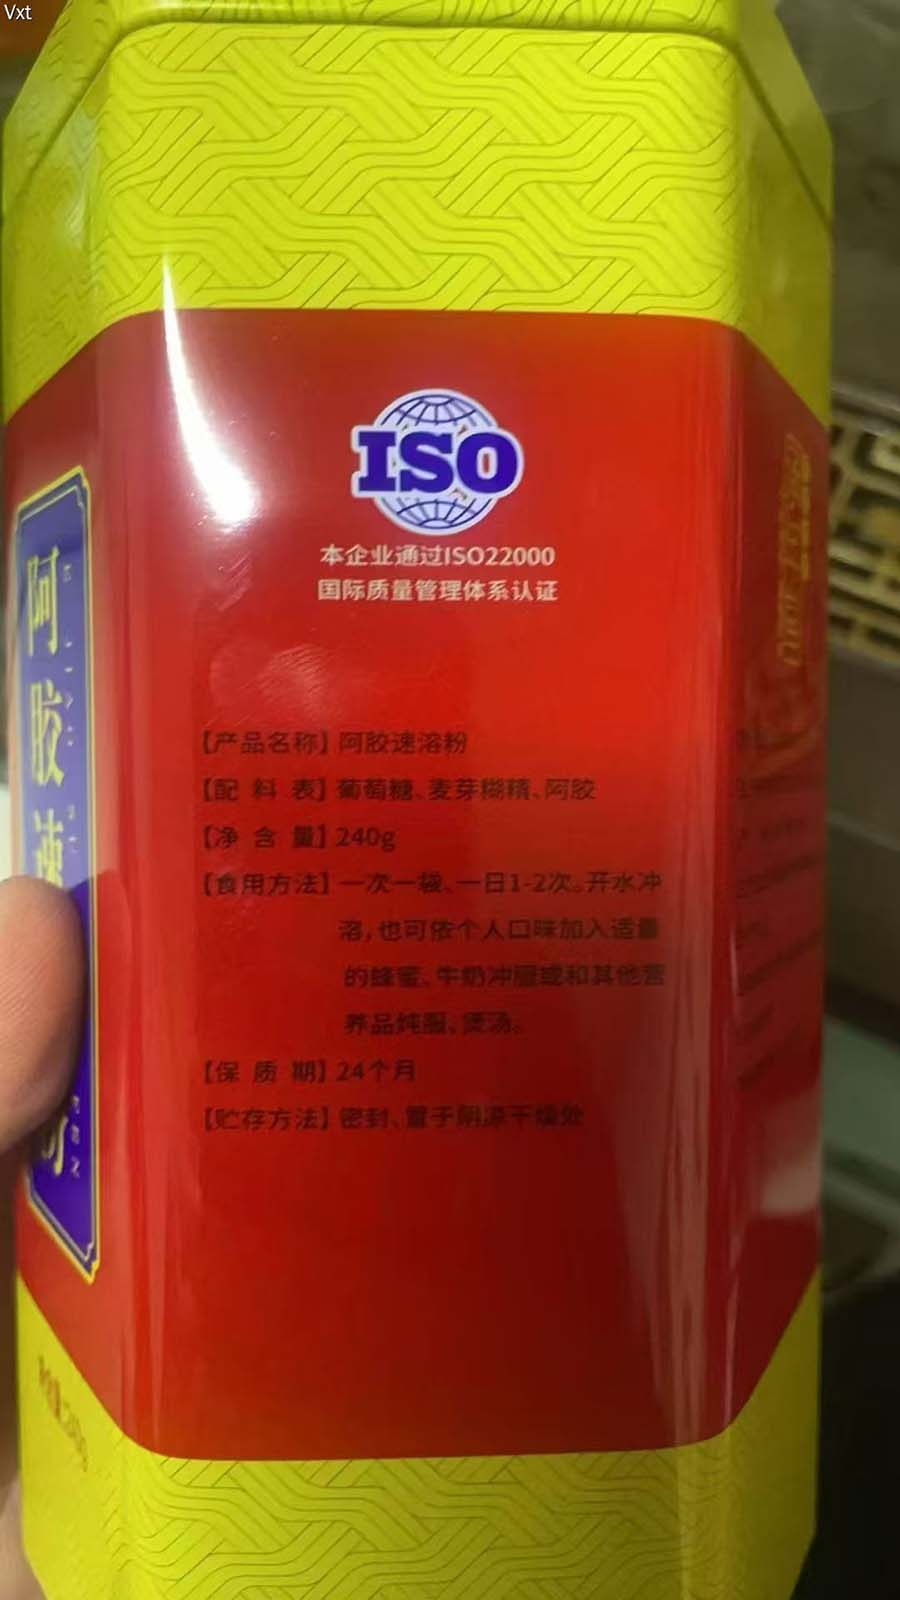 Vxt
ISO
本企业通过ISO22000
国际质量管理体系认证
阿胶速
【产品名称】阿胶速溶粉
【配 料 表】葡萄糖、麦芽糊精、阿胶
【净 含 量】240g
【食用方法】一次一袋、一日1-2次。开水冲
溶,也可依个人口味加入适量
的蜂蜜、牛奶冲服或和其他营
养品炖服、煲汤。
【保 质 期】24个月
【贮存方法】密封、置于阴凉干燥处